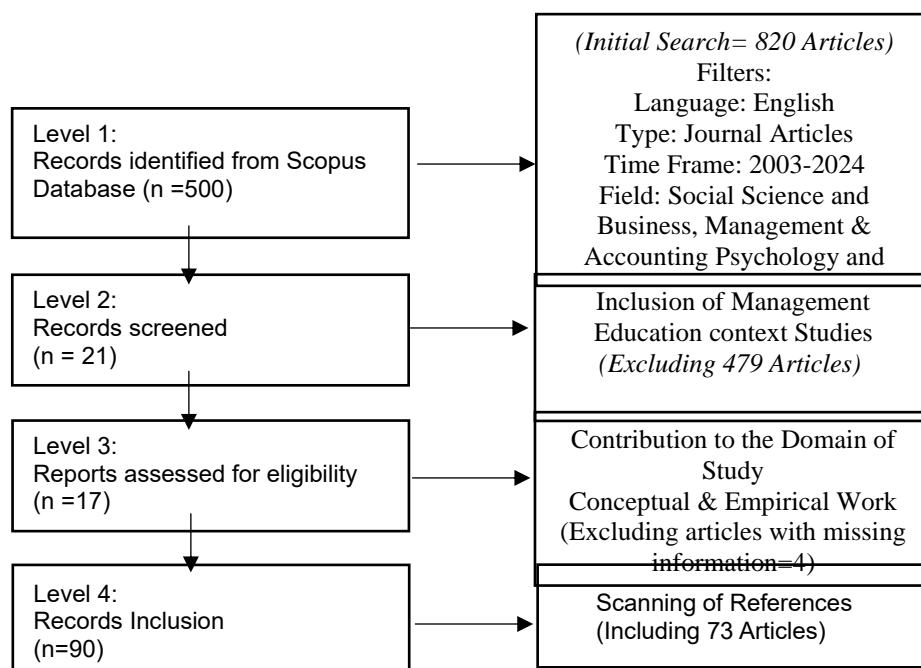 Level 1:
Records identified from Scopus
Database (n =500)
(Initial Search= 820 Articles)
Filters:
Language: English
Type: Journal Articles
Time Frame: 2003-2024
Field: Social Science and
Business, Management &
Accounting Psychology and
Level 2:
Records screened
(n = 21)
Inclusion of Management
Education context Studies
(Excluding 479 Articles)
Level 3:
Reports assessed for eligibility
(n =17)
Contribution to the Domain of
Study
Conceptual & Empirical Work
(Excluding articles with missing
information=4)
Level 4:
Records Inclusion
(n=90)
Scanning of References
(Including 73 Articles)